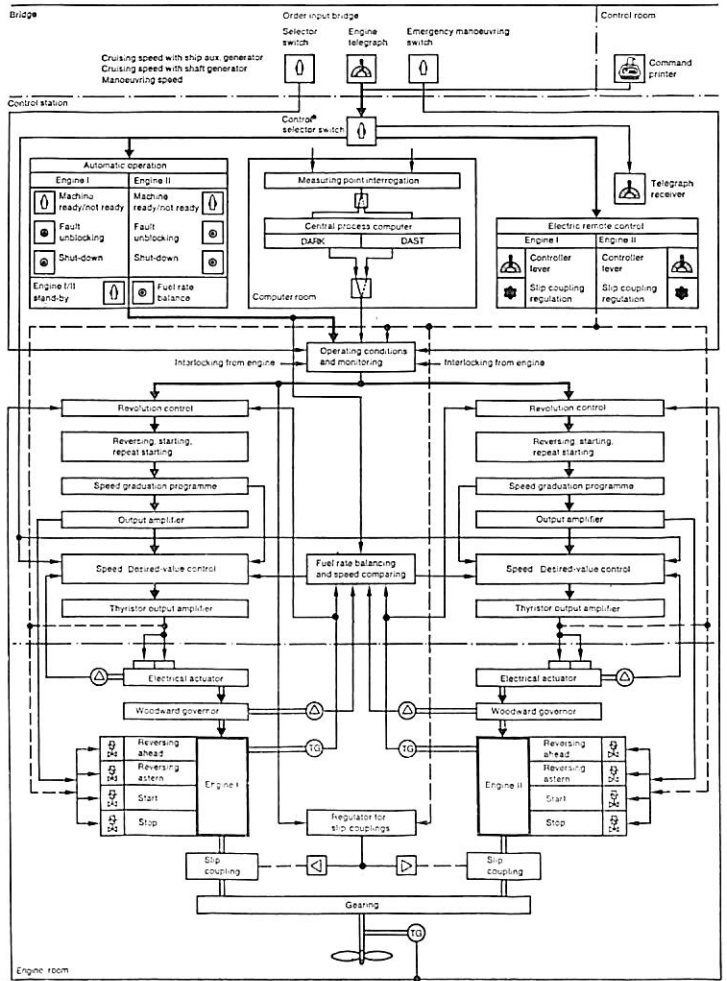 Bridge
Order input bridge
Control room
Selector
switch
Engine
telegraph
Emergency manoeuvring
switch
Cruising speed with ship aux. generator
Cruising speed with shaft generator
Manoeuvring speed
Command
printer
Control station
Control
selector switch
Automatic operation
Engine I
Engine II
Machine
ready/not ready
Machine
ready/not ready
Fault
unblocking
Fault
unblocking
Shut-down
Shut-down
Engine I/II
stand-by
Fuel rate
balance
Measuring point interrogation
Central process computer
DARK
DAST
Computer room
Telegraph
receiver
Electric remote control
Engine I
Engine II
Controller
lever
Controller
lever
Slip coupling
regulation
Slip coupling
regulation
Interlocking from engine
Operating conditions
and monitoring
Interlocking from engine
Revolution control
Revolution control
Reversing, starting,
repeat starting
Reversing, starting,
repeat starting
Speed graduation programme
Speed graduation programme
Output amplifier
Output amplifier
Speed Desired-value control
Fuel rate balancing
and speed comparing
Speed Desired-value control
Thyristor output amplifier
Thyristor output amplifier
Electrical actuator
Electrical actuator
Woodward governor
Woodward governor
TG
TG
Reversing
ahead
Reversing
astern
Start
Stop
Engine I
Engine II
Reversing
ahead
Reversing
astern
Start
Stop
Regulator for
slip couplings
Slip
coupling
Slip
coupling
Gearing
TG
Engine room